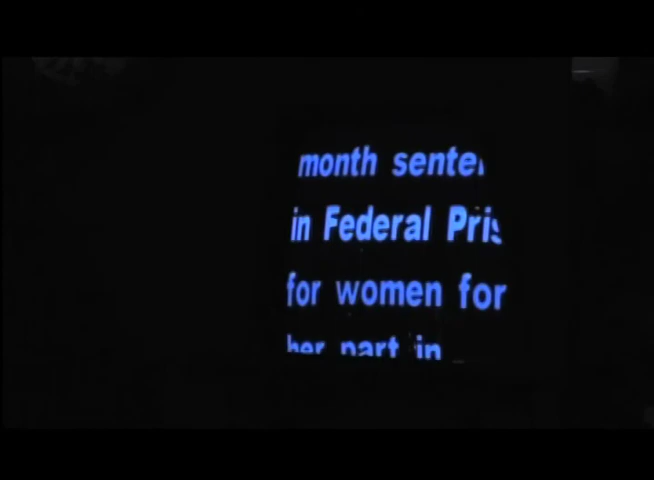 month
in Federal
for women for
her part in